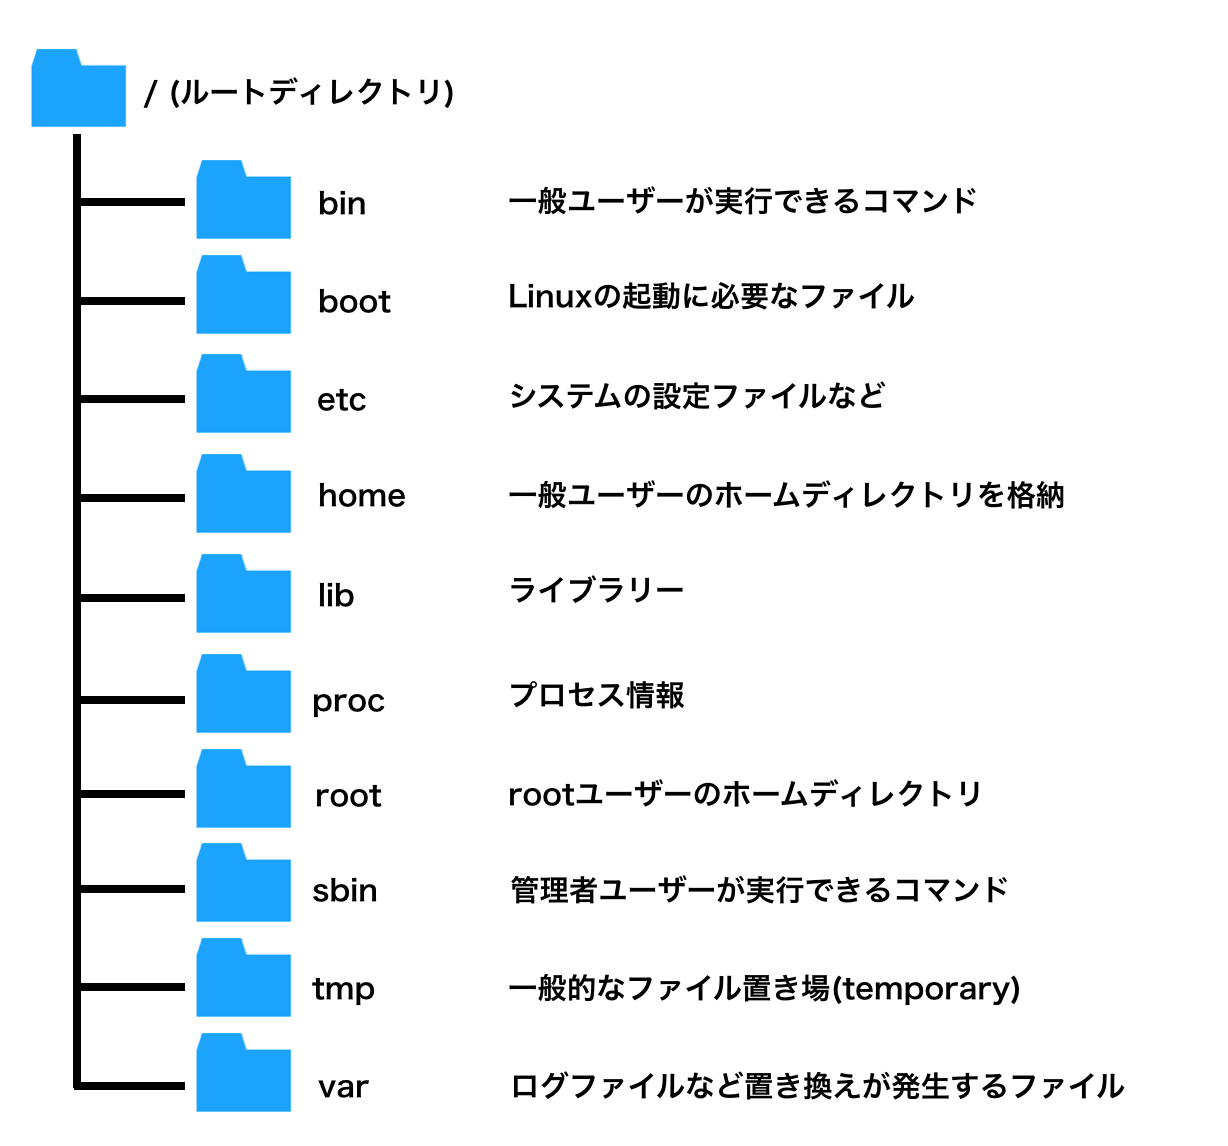 / (ルートディレクトリ)
bin 一般ユーザーが実行できるコマンド
boot Linuxの起動に必要なファイル
etc システムの設定ファイルなど
home 一般ユーザーのホームディレクトリを格納
lib ライブラリー
proc プロセス情報
root rootユーザーのホームディレクトリ
sbin 管理者ユーザーが実行できるコマンド
tmp 一般的なファイル置き場(temporary)
var ログファイルなど置き換えが発生するファイル